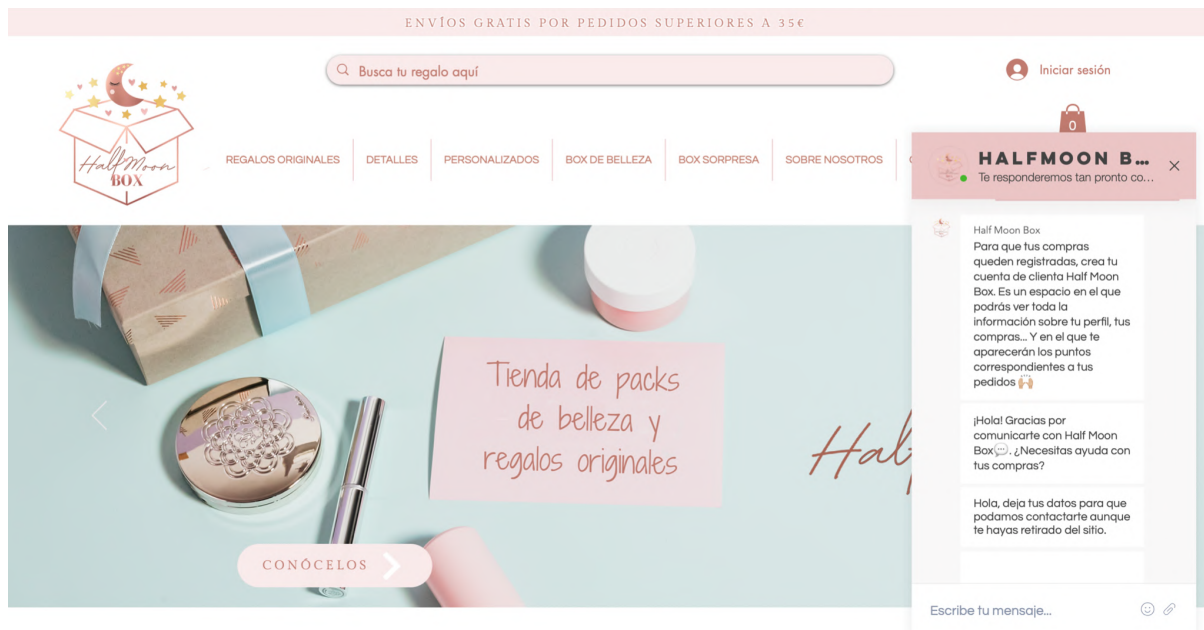 ENVÍOS GRATIS POR PEDIDOS SUPERIORES A 35€
Busca tu regalo aquí
Iniciar sesión
0
Half Moon
BOX
REGALOS ORIGINALES
DETALLES
PERSONALIZADOS
BOX DE BELLEZA
BOX SORPRESA
SOBRE NOSOTROS
Tienda de packs
de belleza y
regalos originales
CONÓCELOS
HALFMOON B...
Te responderemos tan pronto co...
Half Moon Box
Para que tus compras
queden registradas, crea tu
cuenta de clienta Half Moon
Box. Es un espacio en el que
podrás ver toda la
información sobre tu perfil, tus
compras... Y en el que te
aparecerán los puntos
correspondientes a tus
pedidos 🙌🏼
¡Hola! Gracias por
comunicarte con Half Moon
Box💬. ¿Necesitas ayuda con
tus compras?
Hola, deja tus datos para que
podamos contactarte aunque
te hayas retirado del sitio.
Escribe tu mensaje...